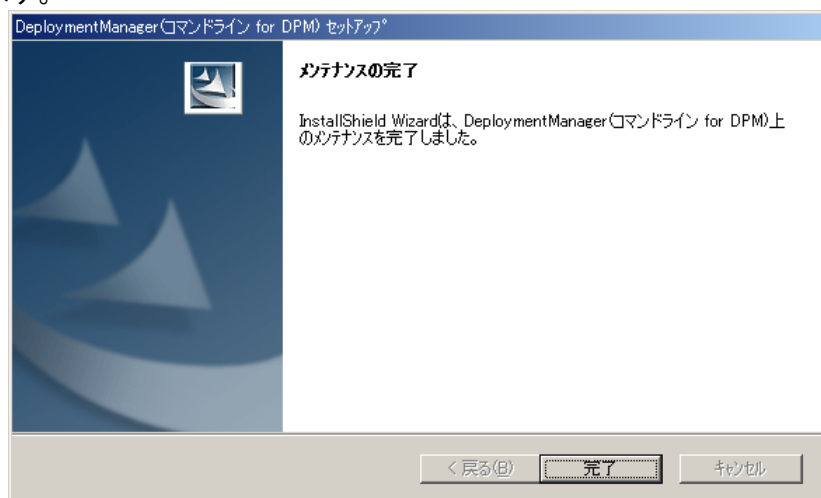 す。
DeploymentManager(コマンドライン for DPM) セットアップ
メンテナンスの完了
InstallShield Wizardは、DeploymentManager(コマンドライン for DPM)上
のメンテナンスを完了しました。
< 戻る(B)
完了
キャンセル